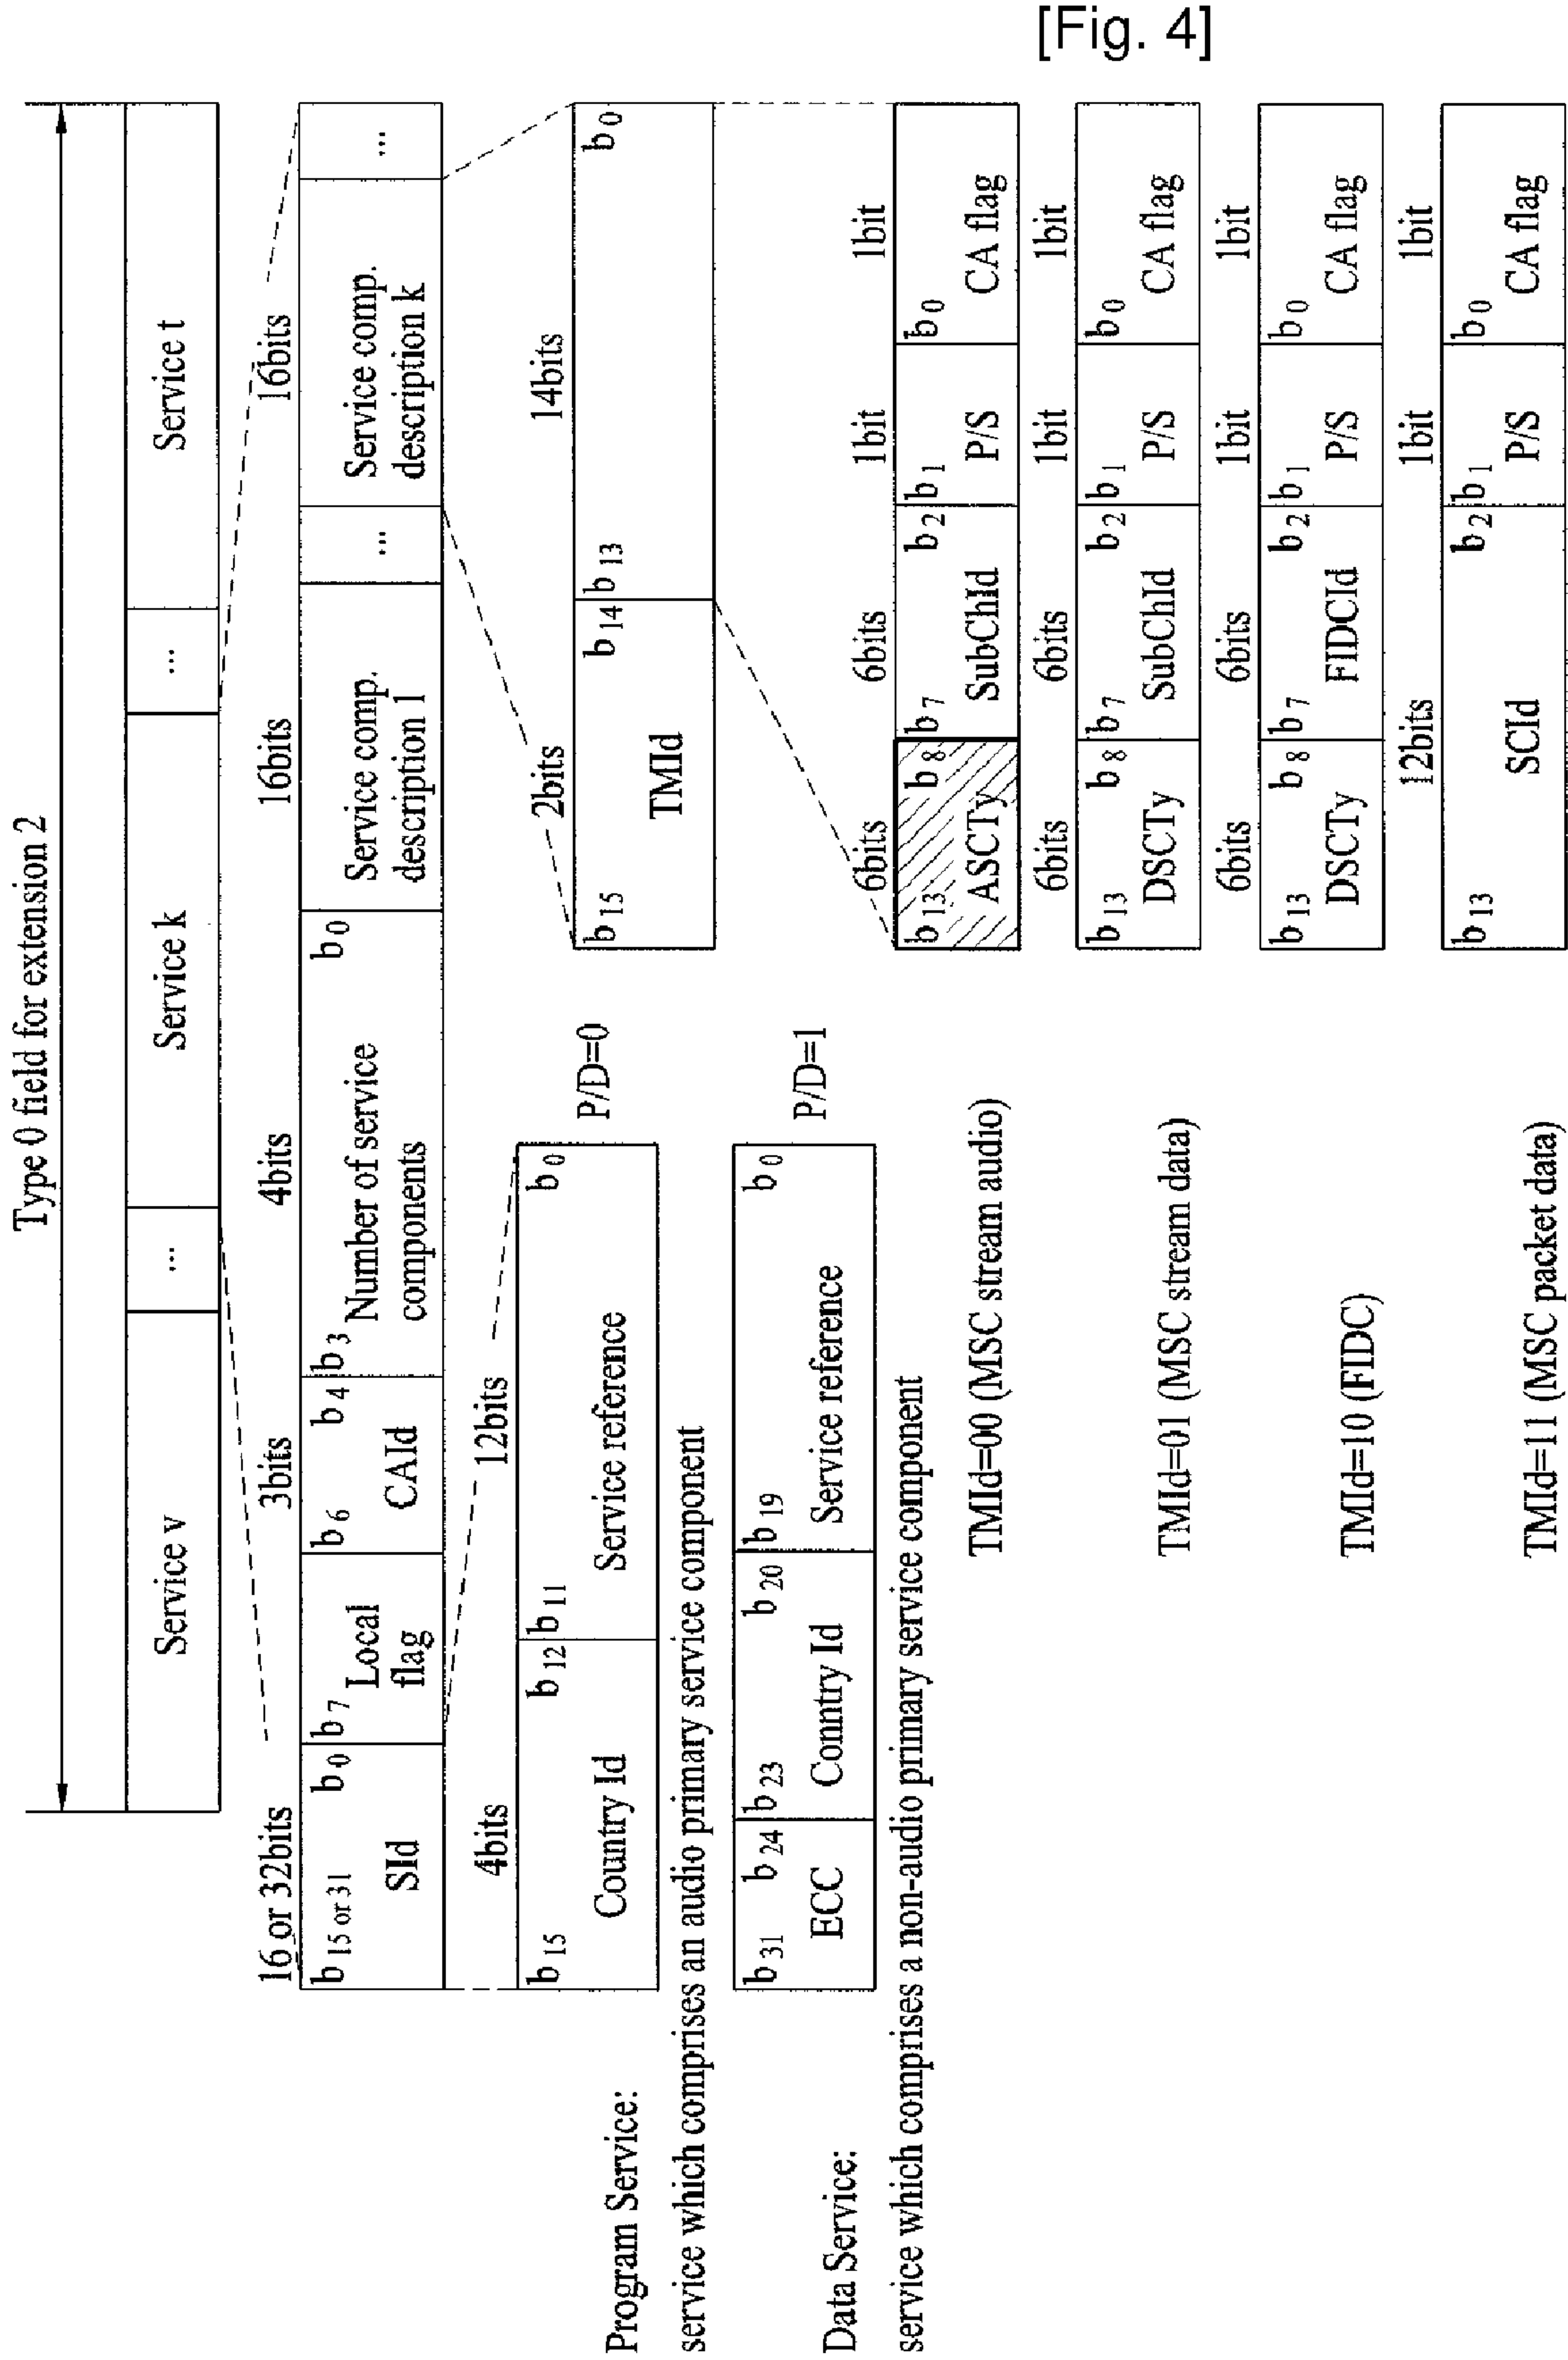 [Fig. 4]
Type 0 field for extension 2
Service v
...
Service k
...
Service t
16 or 32bits
3bits
4bits
16bits
16bits
b15 or 31 b0
SId
b7
Local
flag
b6 b4
CAId
b3 b0
Number of service
components
Service comp.
description 1
...
Service comp.
description k
...
4bits
12bits
2bits
14bits
Program Service:
b15 b12
Country Id
b11 b0
Service reference
P/D=0
service which comprises an audio primary service component
b15 b14
TMId
b13 b0
Data Service:
b31 b24
ECC
b23 b20
Country Id
b19 b0
Service reference
P/D=1
service which comprises a non-audio primary service component
6bits
6bits
1bit
1bit
TMId=00 (MSC stream audio)
b13 b8
ASCTy
b7 b2
SubChId
b1
P/S
b0
CA flag
6bits
6bits
1bit
1bit
TMId=01 (MSC stream data)
b13 b8
DSCTy
b7 b2
SubChId
b1
P/S
b0
CA flag
6bits
6bits
1bit
1bit
TMId=10 (FIDC)
b13 b8
DSCTy
b7 b2
FIDCId
b1
P/S
b0
CA flag
12bits
1bit
1bit
TMId=11 (MSC packet data)
b13 b2
SCId
b1
P/S
b0
CA flag